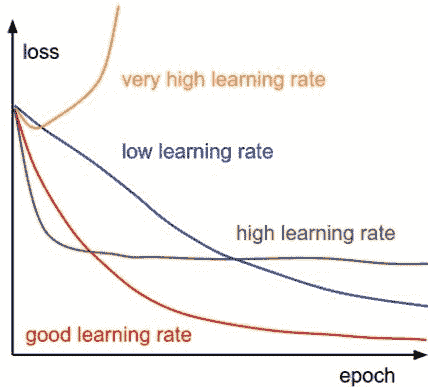 loss
very high learning rate
low learning rate
high learning rate
good learning rate
epoch